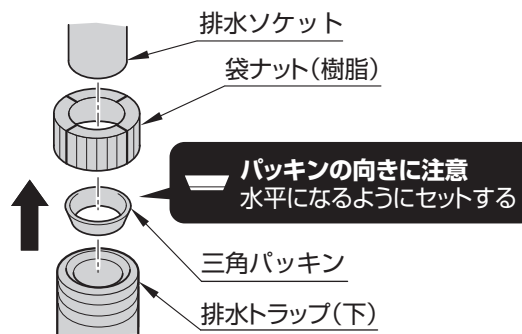 排水ソケット
袋ナット(樹脂)
パッキンの向きに注意
水平になるようにセットする
三角パッキン
排水トラップ(下)